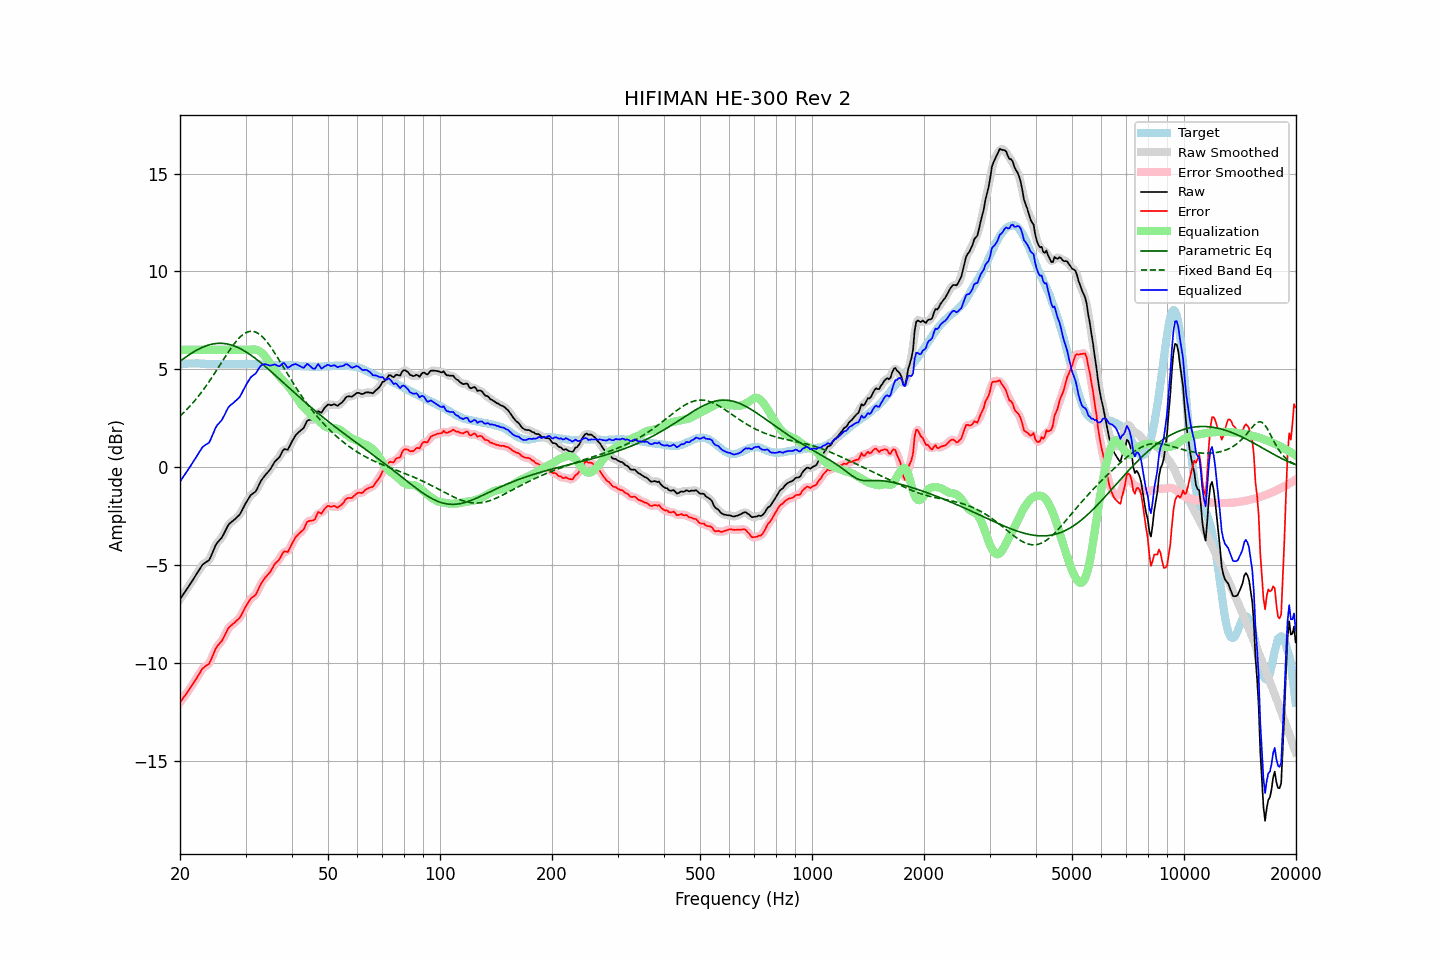 HIFIMAN HE-300 Rev 2
Target
Raw Smoothed
Error Smoothed
Raw
Error
Equalization
Parametric Eq
Fixed Band Eq
Equalized
Amplitude (dBr)
15
10
5
0
−5
−10
−15
20 50 100 200 500 1000 2000 5000 10000 20000
Frequency (Hz)